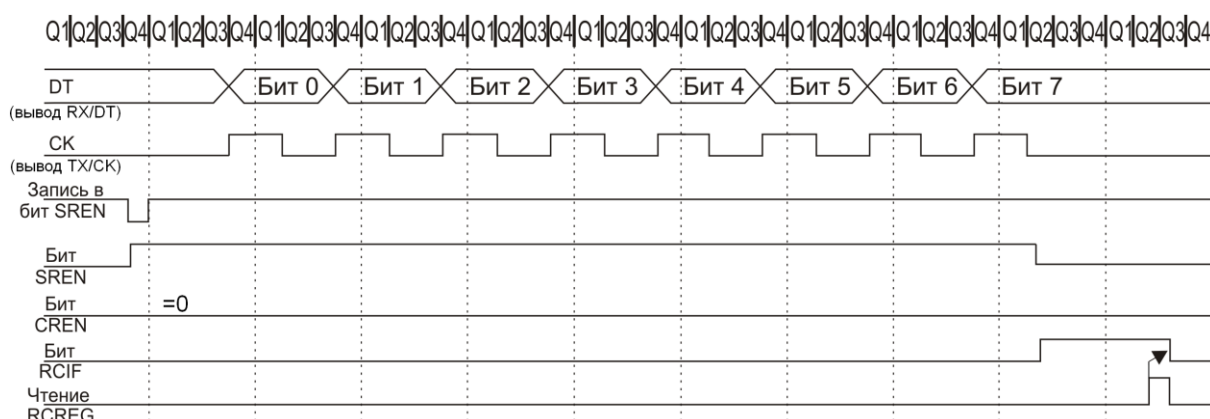 Q1|Q2|Q3|Q4|Q1|Q2|Q3|Q4|Q1|Q2|Q3|Q4|Q1|Q2|Q3|Q4|Q1|Q2|Q3|Q4|Q1|Q2|Q3|Q4|Q1|Q2|Q3|Q4|Q1|Q2|Q3|Q4|Q1|Q2|Q3|Q4|Q1|Q2|Q3|Q4|Q1|Q2|Q3|Q4
DT Бит 0 Бит 1 Бит 2 Бит 3 Бит 4 Бит 5 Бит 6 Бит 7
(вывод RX/DT)
CK
(вывод TX/CK)
Запись в
бит SREN
Бит
SREN
Бит =0
CREN
Бит
RCIF
Чтение
RCREG